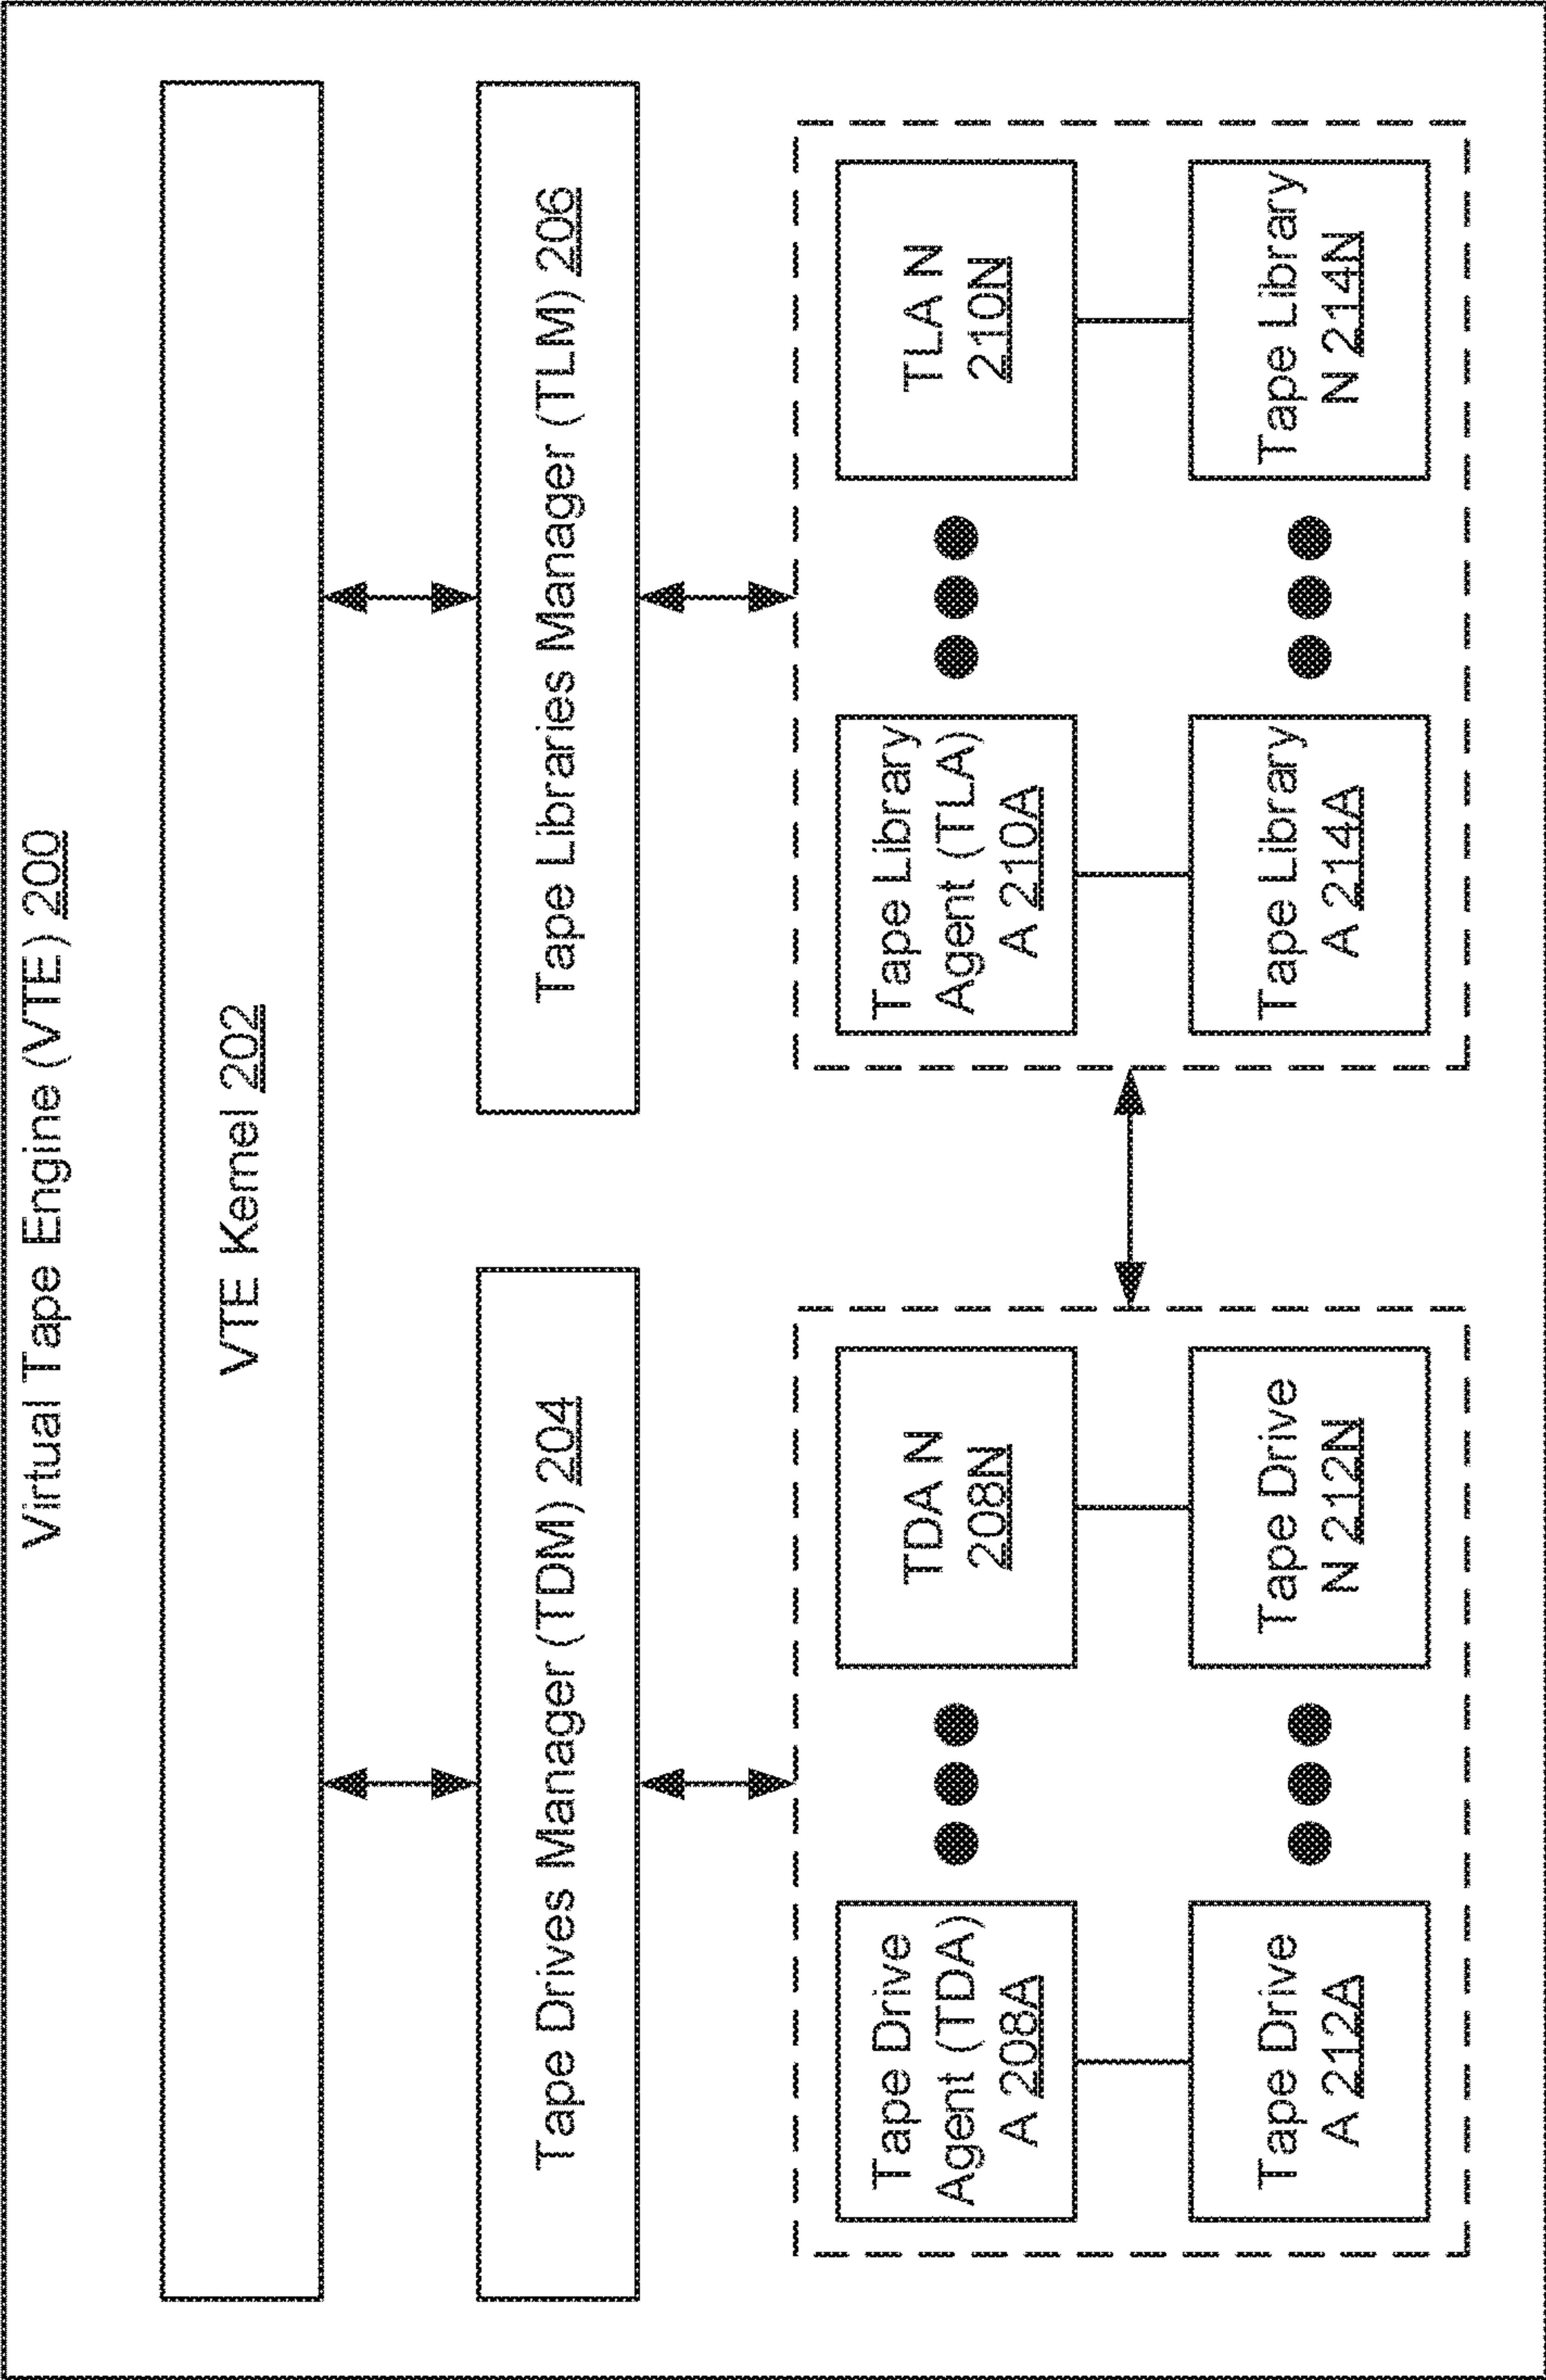 Virtual Tape Engine (VTE) 200
VTE Kernel 202
Tape Drives Manager (TDM) 204
Tape Libraries Manager (TLM) 206
Tape Drive
Agent (TDA)
A 208A
TDA N
208N
Tape Drive
A 212A
Tape Drive
N 212N
Tape Library
Agent (TLA)
A 210A
TLA N
210N
Tape Library
A 214A
Tape Library
N 214N